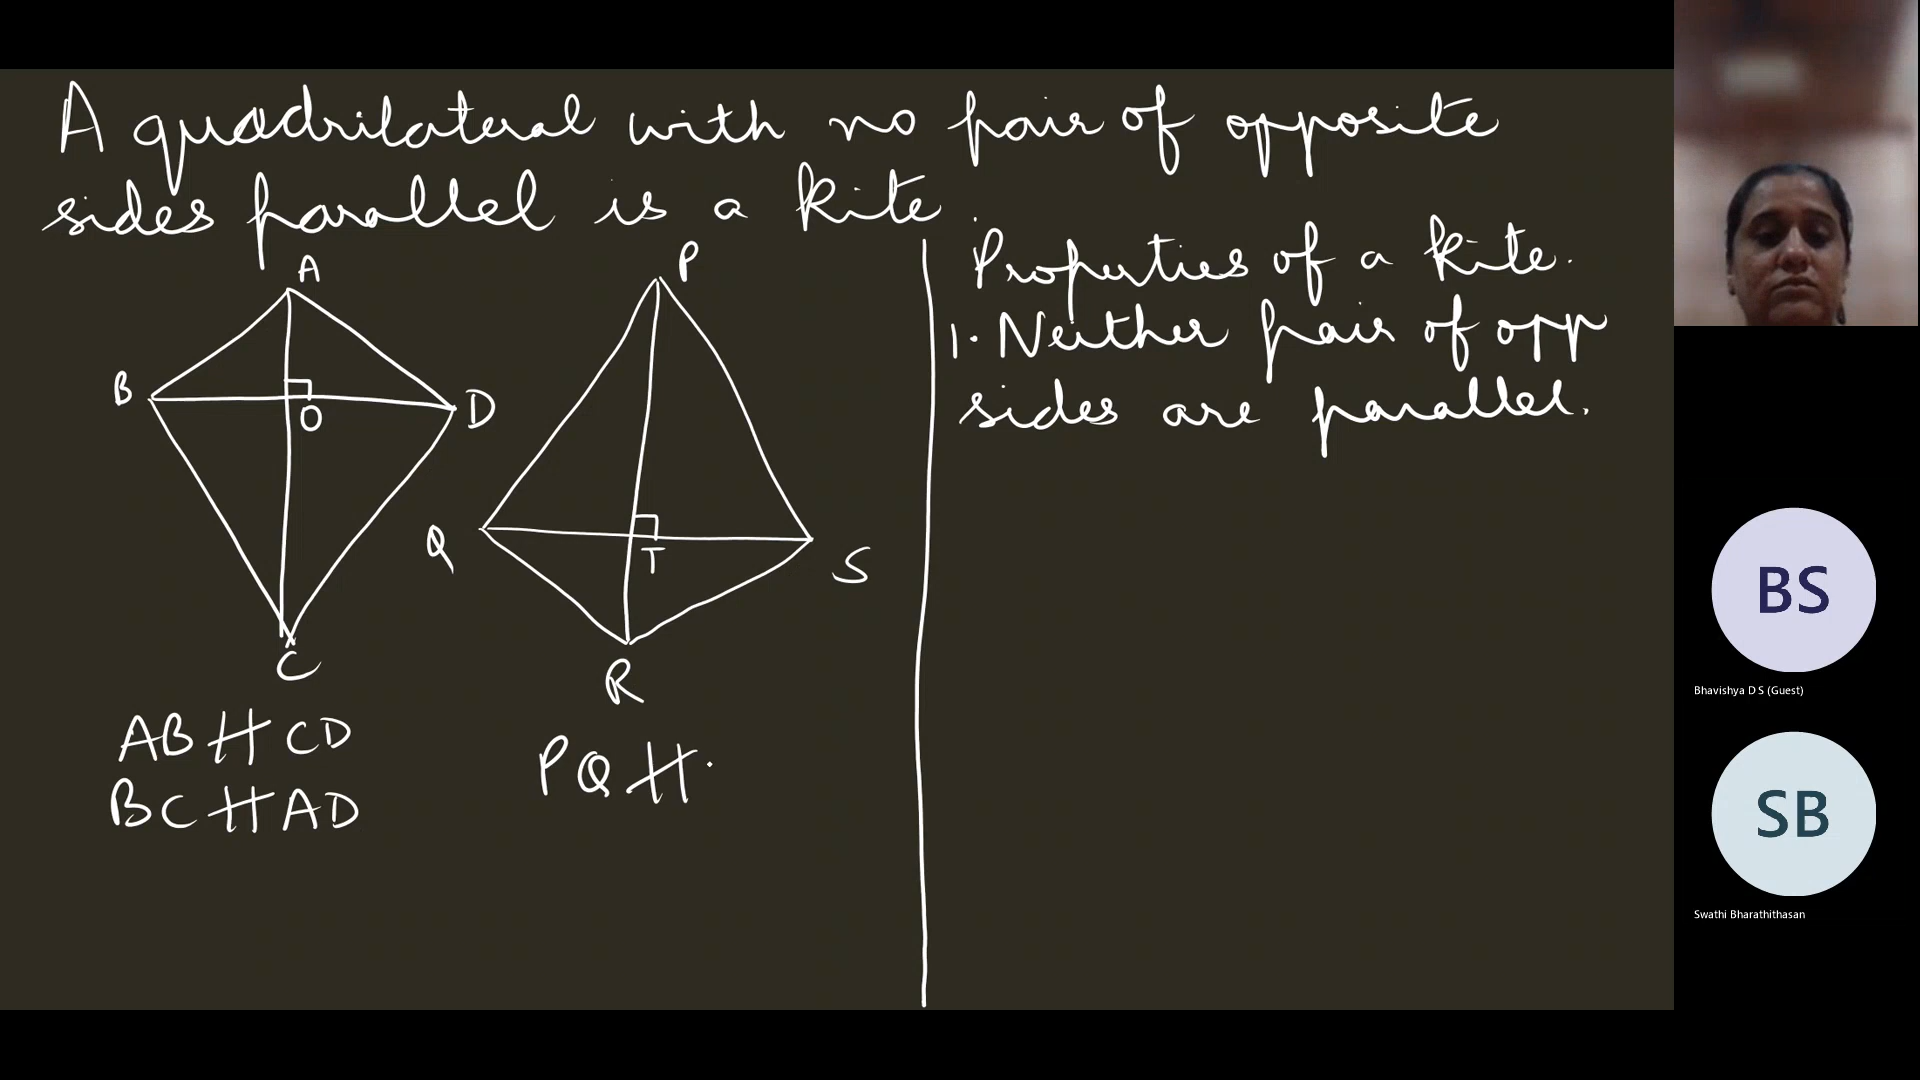 A quadrilateral with no pair of opposite
sides parallel is a kite.
A
B
O
D
C
P
Q
T
S
R
AB ∦ CD
BC ∦ AD
PQ ∦
Properties of a kite.
1. Neither pair of opp
sides are parallel.
BS
Bhavishya D S (Guest)
SB
Swathi Bharathithasan